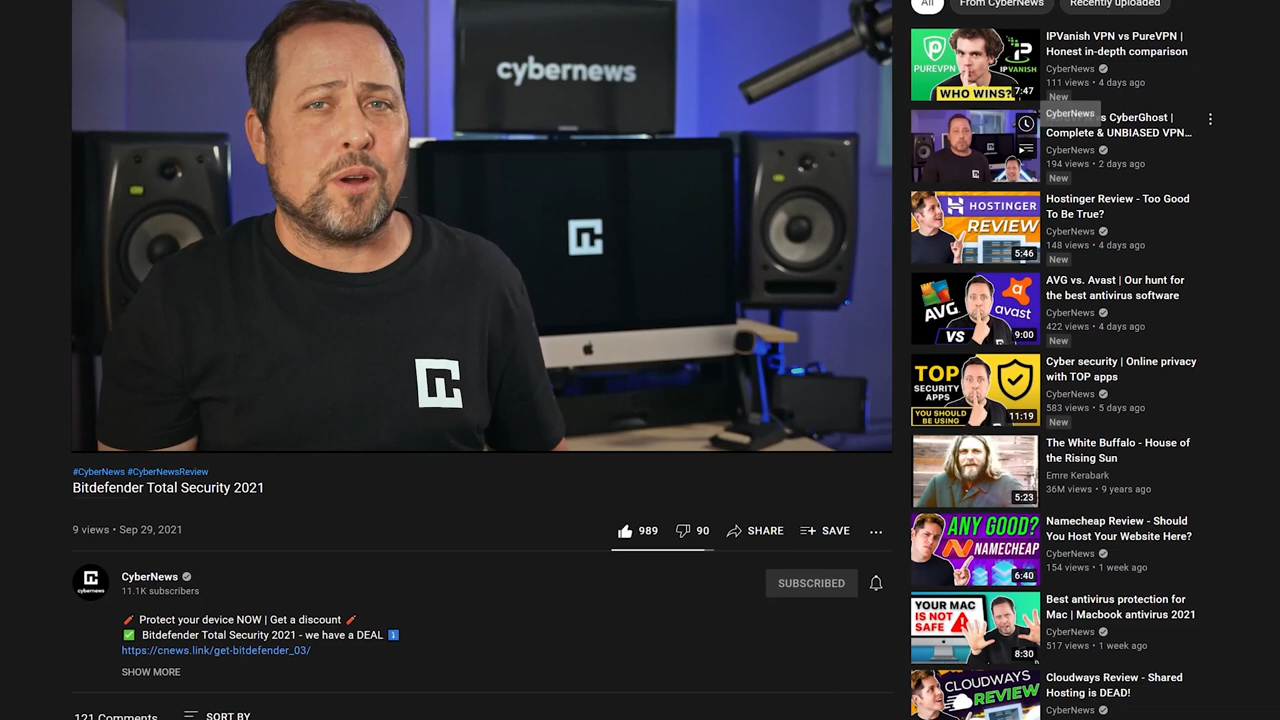 cybernews
#CyberNews #CyberNewsReview
Bitdefender Total Security 2021
9 views • Sep 29, 2021
989
90
SHARE
SAVE
cybernews
CyberNews
11.1K subscribers
SUBSCRIBED
🧨 Protect your device NOW | Get a discount 🧨
✅ Bitdefender Total Security 2021 - we have a DEAL ⤵️
https://cnews.link/get-bitdefender_03/
SHOW MORE
121 Comments
SORT BY
All
From CyberNews
Recently uploaded
PUREVPN
IPVANISH
WHO WINS?
7:47
IPVanish VPN vs PureVPN |
Honest in-depth comparison
CyberNews
111 views • 4 days ago
New
CyberNews
s CyberGhost |
Complete & UNBIASED VPN...
CyberNews
194 views • 2 days ago
New
HOSTINGER
REVIEW
5:46
Hostinger Review - Too Good
To Be True?
CyberNews
148 views • 4 days ago
New
AVG
avast
VS
9:00
AVG vs. Avast | Our hunt for
the best antivirus software
CyberNews
422 views • 4 days ago
New
TOP
SECURITY
APPS
YOU SHOULD
BE USING
11:19
Cyber security | Online privacy
with TOP apps
CyberNews
583 views • 5 days ago
New
5:23
The White Buffalo - House of
the Rising Sun
Emre Kerabark
36M views • 9 years ago
ANY GOOD?
NAMECHEAP
6:40
Namecheap Review - Should
You Host Your Website Here?
CyberNews
154 views • 1 week ago
YOUR MAC
IS NOT
SAFE
8:30
Best antivirus protection for
Mac | Macbook antivirus 2021
CyberNews
517 views • 1 week ago
CLOUDWAYS
REVIEW
Cloudways Review - Shared
Hosting is DEAD!
CyberNews